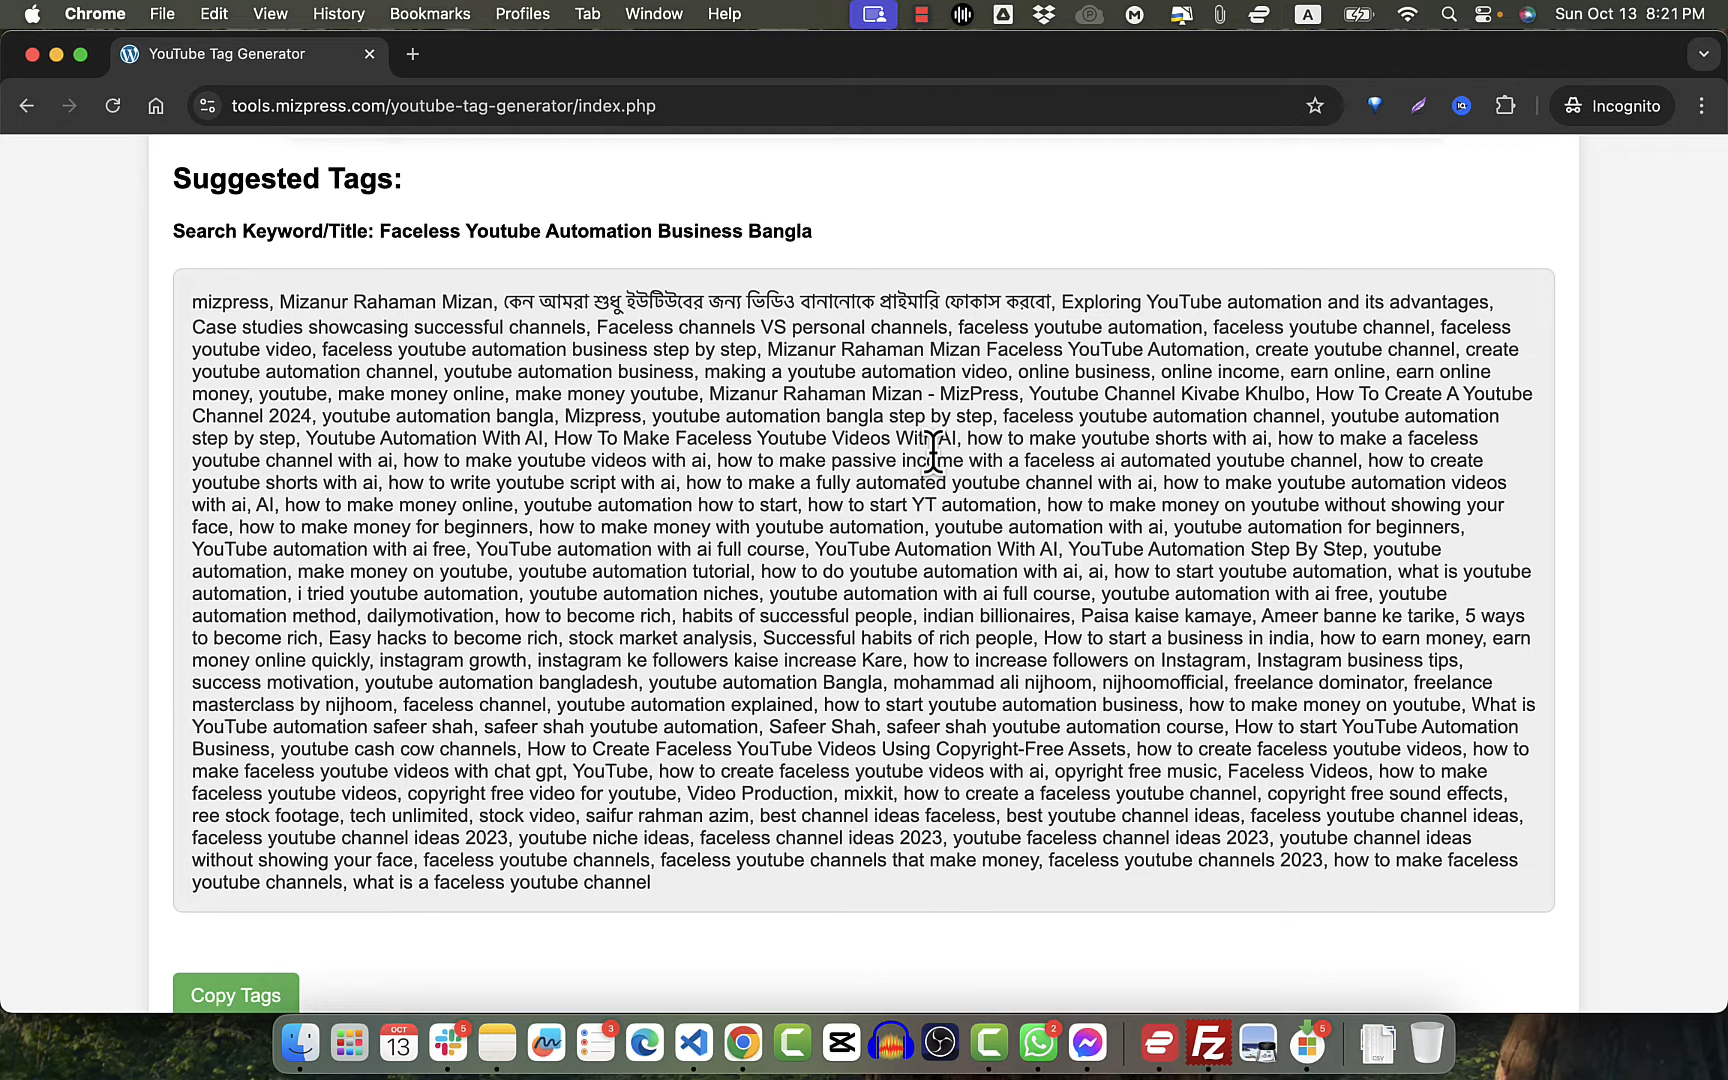 Chrome File Edit View History Bookmarks Profiles Tab Window Help A Sun Oct 13 8:21 PM
YouTube Tag Generator
tools.mizpress.com/youtube-tag-generator/index.php Incognito
Suggested Tags:
Search Keyword/Title: Faceless Youtube Automation Business Bangla
mizpress, Mizanur Rahaman Mizan, কেন আমরা শুধু ইউটিউবের জন্য ভিডিও বানানোকে প্রাইমারি ফোকাস করবো, Exploring YouTube automation and its advantages,
Case studies showcasing successful channels, Faceless channels VS personal channels, faceless youtube automation, faceless youtube channel, faceless
youtube video, faceless youtube automation business step by step, Mizanur Rahaman Mizan Faceless YouTube Automation, create youtube channel, create
youtube automation channel, youtube automation business, making a youtube automation video, online business, online income, earn online, earn online
money, youtube, make money online, make money youtube, Mizanur Rahaman Mizan - MizPress, Youtube Channel Kivabe Khulbo, How To Create A Youtube
Channel 2024, youtube automation bangla, Mizpress, youtube automation bangla step by step, faceless youtube automation channel, youtube automation
step by step, Youtube Automation With AI, How To Make Faceless Youtube Videos With AI, how to make youtube shorts with ai, how to make a faceless
youtube channel with ai, how to make youtube videos with ai, how to make passive income with a faceless ai automated youtube channel, how to create
youtube shorts with ai, how to write youtube script with ai, how to make a fully automated youtube channel with ai, how to make youtube automation videos
with ai, AI, how to make money online, youtube automation how to start, how to start YT automation, how to make money on youtube without showing your
face, how to make money for beginners, how to make money with youtube automation, youtube automation with ai, youtube automation for beginners,
YouTube automation with ai free, YouTube automation with ai full course, YouTube Automation With AI, YouTube Automation Step By Step, youtube
automation, make money on youtube, youtube automation tutorial, how to do youtube automation with ai, ai, how to start youtube automation, what is youtube
automation, i tried youtube automation, youtube automation niches, youtube automation with ai full course, youtube automation with ai free, youtube
automation method, dailymotivation, how to become rich, habits of successful people, indian billionaires, Paisa kaise kamaye, Ameer banne ke tarike, 5 ways
to become rich, Easy hacks to become rich, stock market analysis, Successful habits of rich people, How to start a business in india, how to earn money, earn
money online quickly, instagram growth, instagram ke followers kaise increase Kare, how to increase followers on Instagram, Instagram business tips,
success motivation, youtube automation bangladesh, youtube automation Bangla, mohammad ali nijhoom, nijhoomofficial, freelance dominator, freelance
masterclass by nijhoom, faceless channel, youtube automation explained, how to start youtube automation business, how to make money on youtube, What is
YouTube automation safeer shah, safeer shah youtube automation, Safeer Shah, safeer shah youtube automation course, How to start YouTube Automation
Business, youtube cash cow channels, How to Create Faceless YouTube Videos Using Copyright-Free Assets, how to create faceless youtube videos, how to
make faceless youtube videos with chat gpt, YouTube, how to create faceless youtube videos with ai, opyright free music, Faceless Videos, how to make
faceless youtube videos, copyright free video for youtube, Video Production, mixkit, how to create a faceless youtube channel, copyright free sound effects,
ree stock footage, tech unlimited, stock video, saifur rahman azim, best channel ideas faceless, best youtube channel ideas, faceless youtube channel ideas,
faceless youtube channel ideas 2023, youtube niche ideas, faceless channel ideas 2023, youtube faceless channel ideas 2023, youtube channel ideas
without showing your face, faceless youtube channels, faceless youtube channels that make money, faceless youtube channels 2023, how to make faceless
youtube channels, what is a faceless youtube channel
Copy Tags
OCT 5 3 2 5
13 Fz CSV